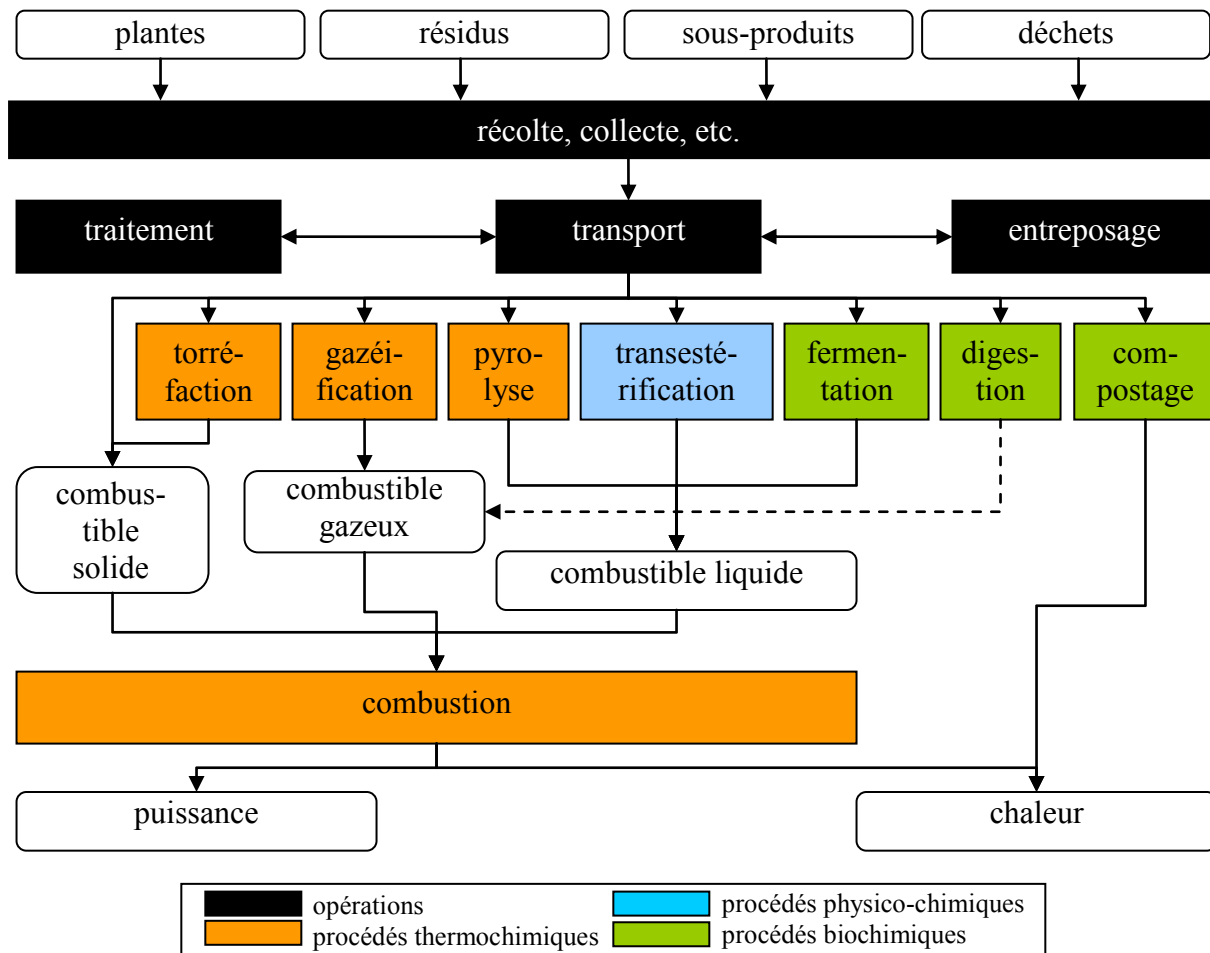 plantes
résidus
sous-produits
déchets
récolte, collecte, etc.
traitement
transport
entreposage
torré-
faction
gazéi-
fication
pyro-
lyse
transesté-
rification
fermen-
tation
diges-
tion
com-
postage
combus-
tible
solide
combustible
gazeux
combustible liquide
combustion
puissance
chaleur
opérations
procédés physico-chimiques
procédés thermochimiques
procédés biochimiques